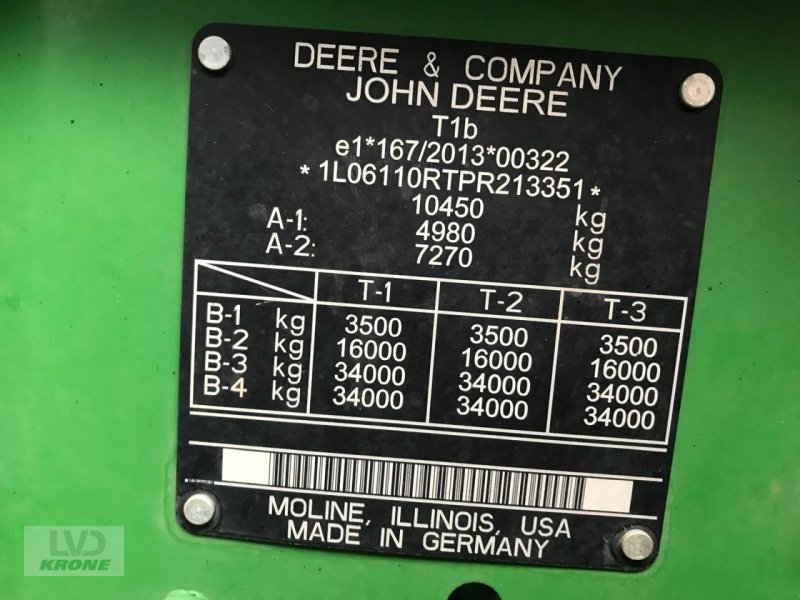 DEERE & COMPANY
JOHN DEERE
T1b
e1*167/2013*00322
*1L06110RTPR213351*
10450 kg
A-1: 4980 kg
A-2: 7270 kg
T-1 T-2 T-3
B-1 kg 3500 3500 3500
B-2 kg 16000 16000 16000
B-3 kg 34000 34000 34000
B-4 kg 34000 34000 34000
MOLINE, ILLINOIS, USA
MADE IN GERMANY
LVD
KRONE